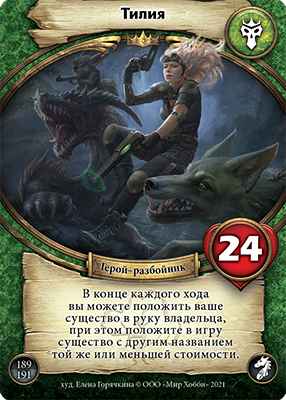 Тилия
24
Герой-разбойник
В конце каждого хода
вы можете положить ваше
существо в руку владельца,
при этом положите в игру
существо с другим названием
той же или меньшей стоимости.
189
191
худ. Елена Горячкина © ООО «Мир Хобби» 2021